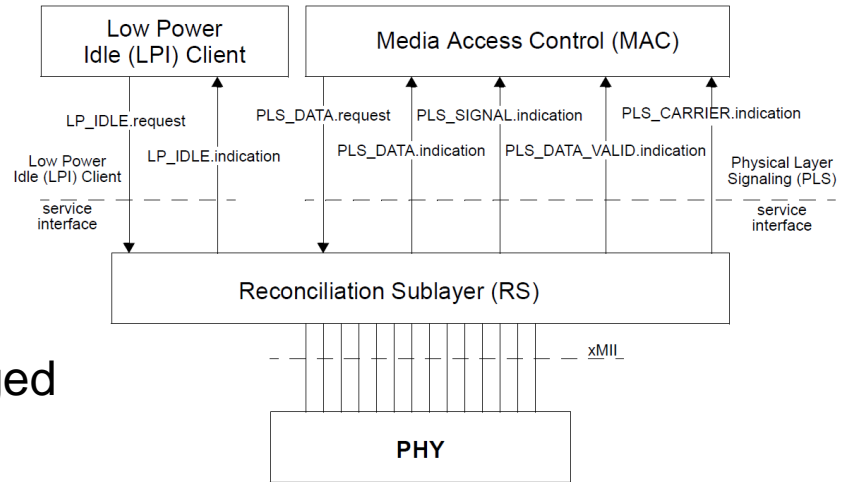 Low Power
Idle (LPI) Client
Media Access Control (MAC)
LP_IDLE.request
PLS_DATA.request
PLS_SIGNAL.indication
PLS_CARRIER.indication
LP_IDLE.indication
PLS_DATA.indication
PLS_DATA_VALID.indication
Low Power
Idle (LPI) Client
service
interface
Physical Layer
Signaling (PLS)
service
interface
Reconciliation Sublayer (RS)
xMII
ged
PHY